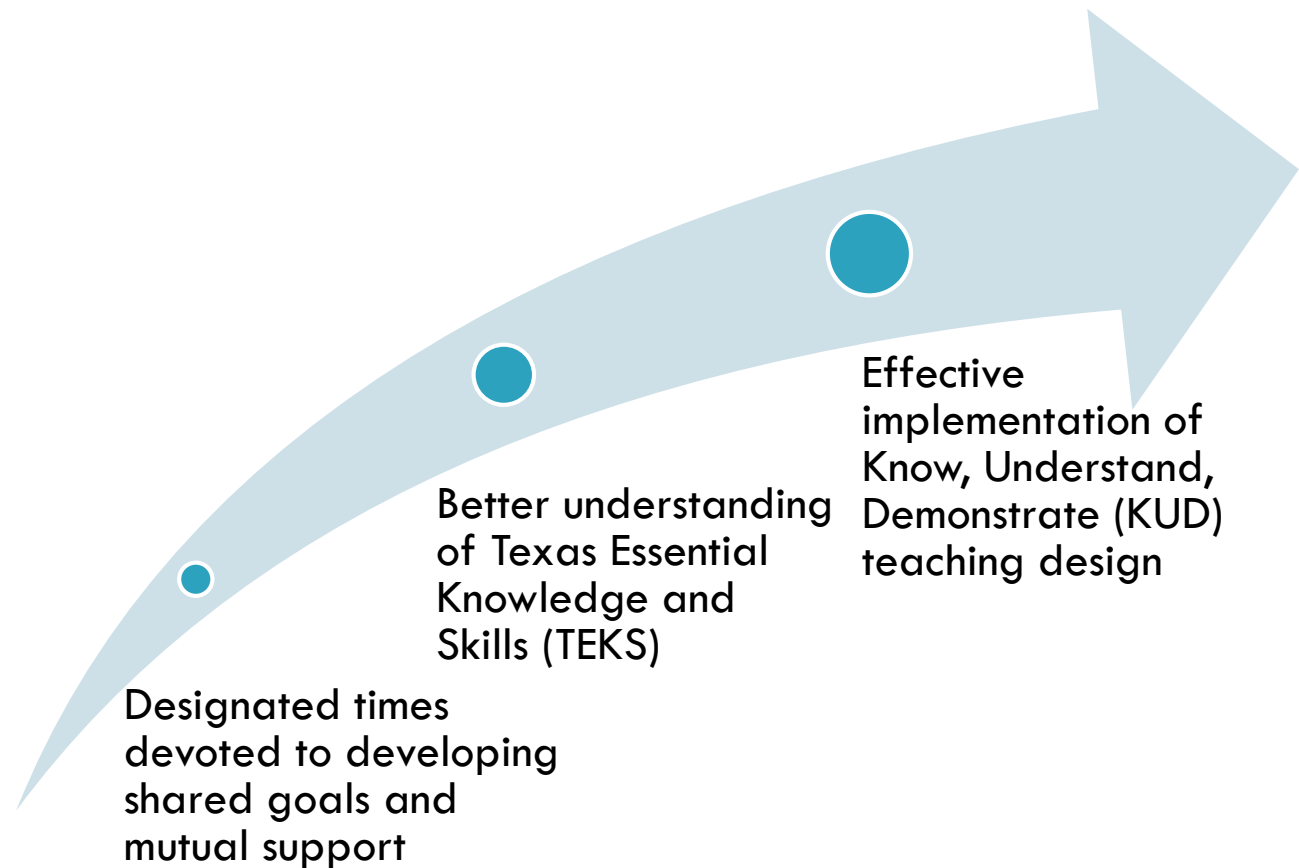 Designated times
devoted to developing
shared goals and
mutual support
Better understanding
of Texas Essential
Knowledge and
Skills (TEKS)
Effective
implementation of
Know, Understand,
Demonstrate (KUD)
teaching design